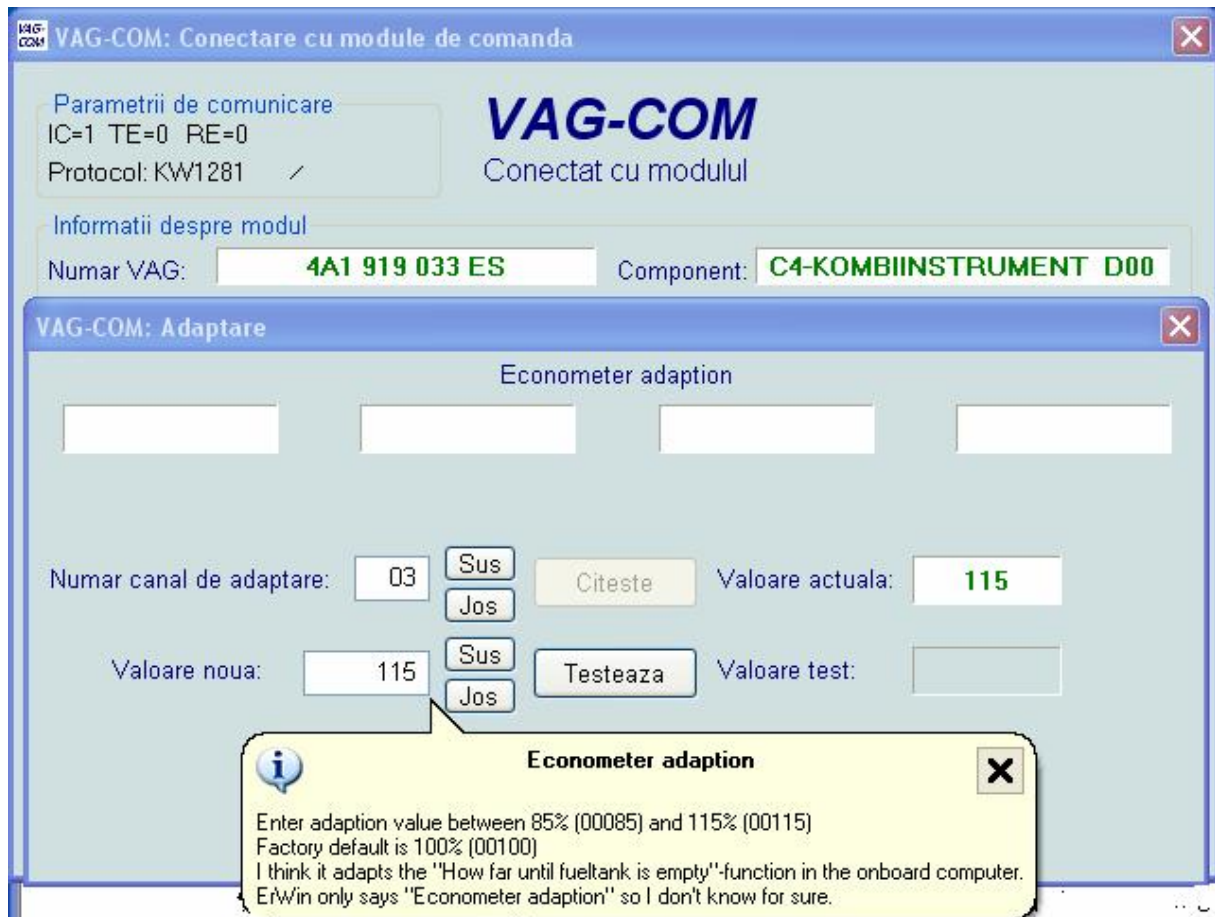 VAG-COM
VAG-COM: Conectare cu module de comanda
Parametrii de comunicare
IC=1 TE=0 RE=0
Protocol: KW1281 /
VAG-COM
Conectat cu modulul
Informatii despre modul
Numar VAG: 4A1 919 033 ES Component: C4-KOMBIINSTRUMENT D00
VAG-COM: Adaptare
Econometer adaption
Numar canal de adaptare: 03 Sus Jos Citeste Valoare actuala: 115
Valoare noua: 115 Sus Jos Testeaza Valoare test:
Econometer adaption
Enter adaption value between 85% (00085) and 115% (00115)
Factory default is 100% (00100)
I think it adapts the "How far until fueltank is empty"-function in the onboard computer.
ErWin only says "Econometer adaption" so I don't know for sure.